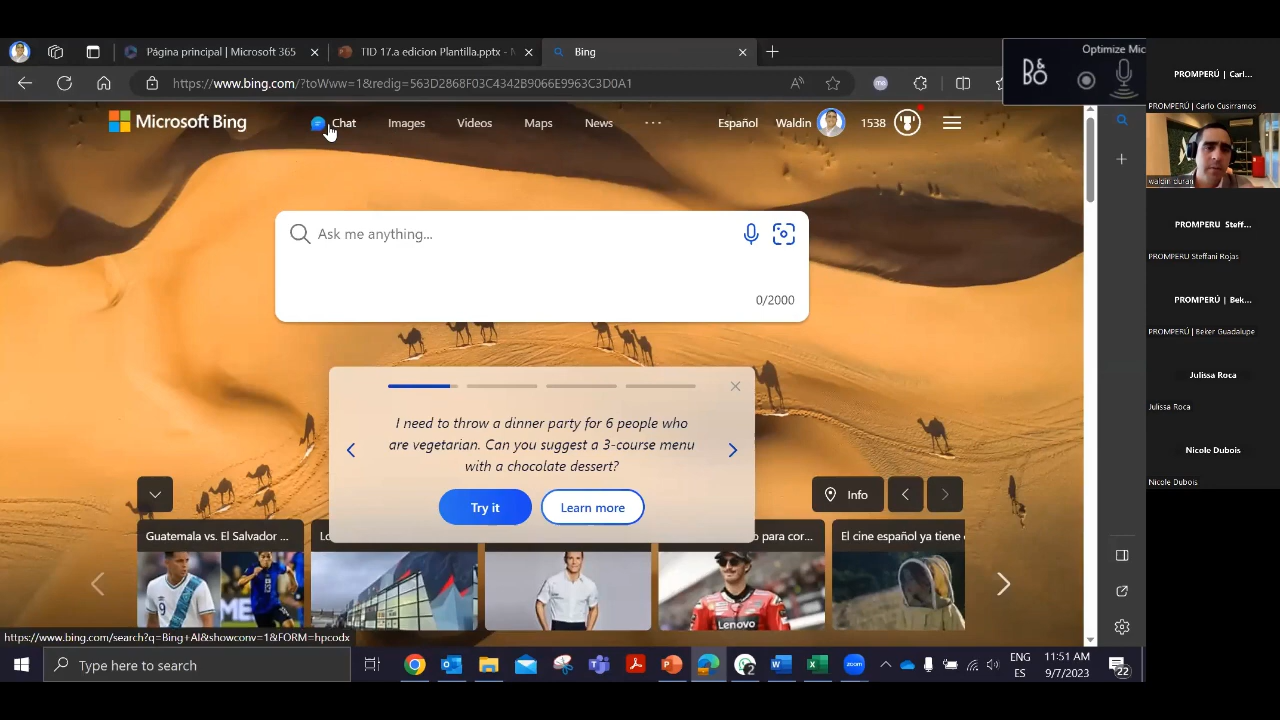 Página principal | Microsoft 365
TID 17.a edicion Plantilla.pptx - M
Bing
Optimize Mic
B&O
https://www.bing.com/?toWww=1&redig=563D2868F03C4342B9066E9963C3D0A1
Microsoft Bing
Chat
Images
Videos
Maps
News
Español
Waldin
1538
Ask me anything...
0/2000
I need to throw a dinner party for 6 people who
are vegetarian. Can you suggest a 3-course menu
with a chocolate dessert?
Try it
Learn more
Info
Guatemala vs. El Salvador ...
Lo
o para cor...
El cine español ya tiene
Lenovo
https://www.bing.com/search?q=Bing+AI&showconv=1&FORM=hpcodx
Type here to search
ENG
ES
11:51 AM
9/7/2023
22
PROMPERÚ | Carl...
PROMPERÚ | Carlo Cusirramos
waldin duran
PROMPERU Steff...
PROMPERU Steffani Rojas
PROMPERÚ | Bek...
PROMPERÚ | Beker Guadalupe
Julissa Roca
Julissa Roca
Nicole Dubois
Nicole Dubois